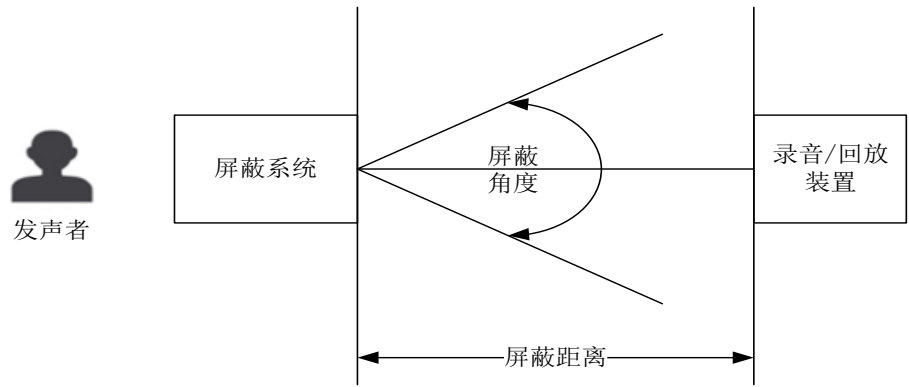 发声者
屏蔽系统
屏蔽
角度
录音/回放
装置
屏蔽距离